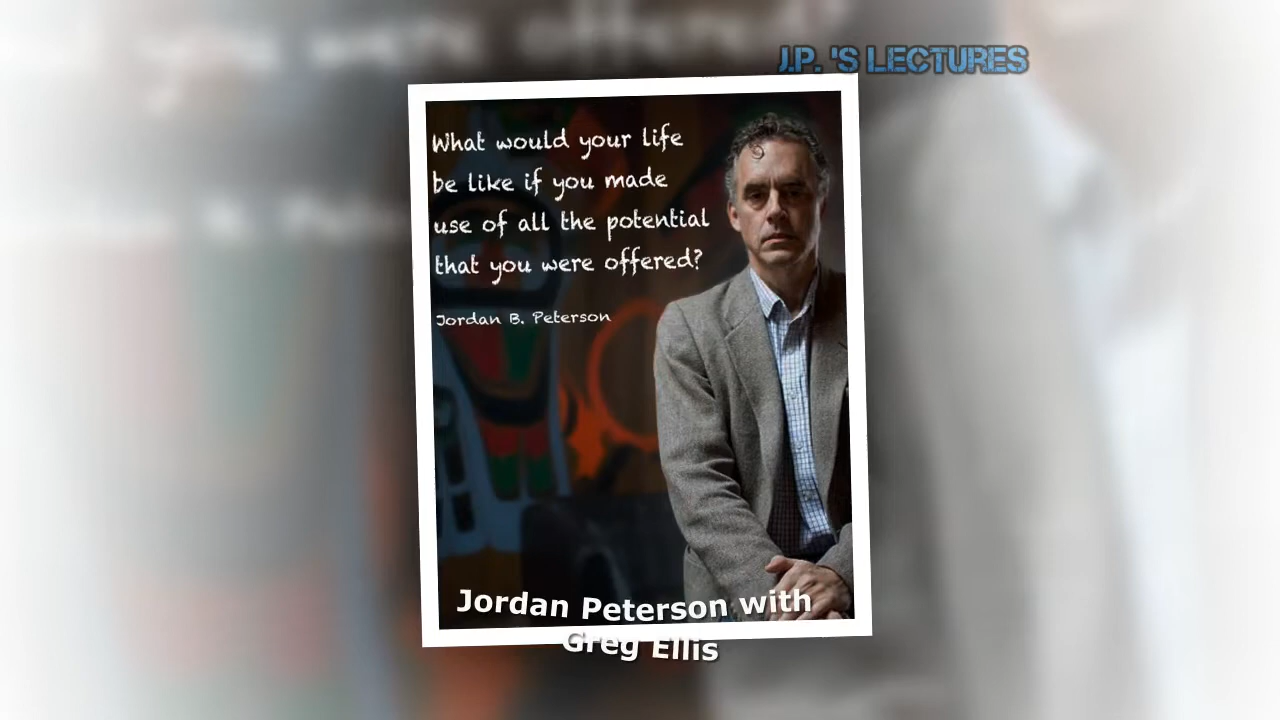 J.P. 'S LECTURES
What would your life
be like if you made
use of all the potential
that you were offered?
Jordan B. Peterson
Jordan Peterson with
Greg Ellis